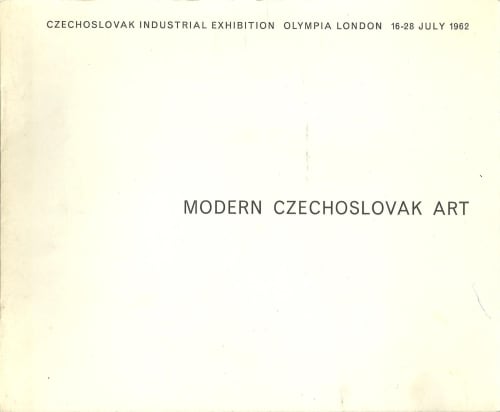 CZECHOSLOVAK INDUSTRIAL EXHIBITION OLYMPIA LONDON 16-28 JULY 1962
MODERN CZECHOSLOVAK ART